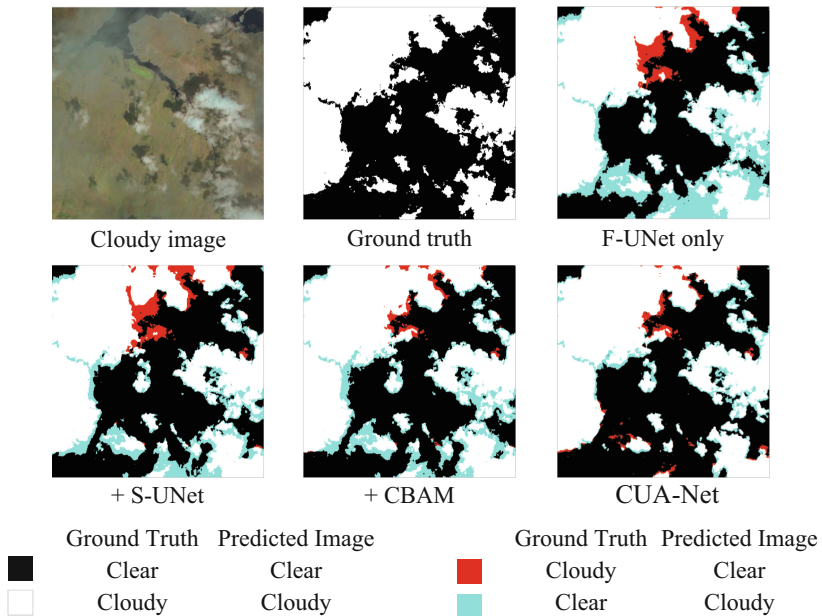 Cloudy image Ground truth F-UNet only
+ S-UNet + CBAM CUA-Net
Ground Truth Predicted Image Ground Truth Predicted Image
Clear Clear Cloudy Clear
Cloudy Cloudy Clear Cloudy